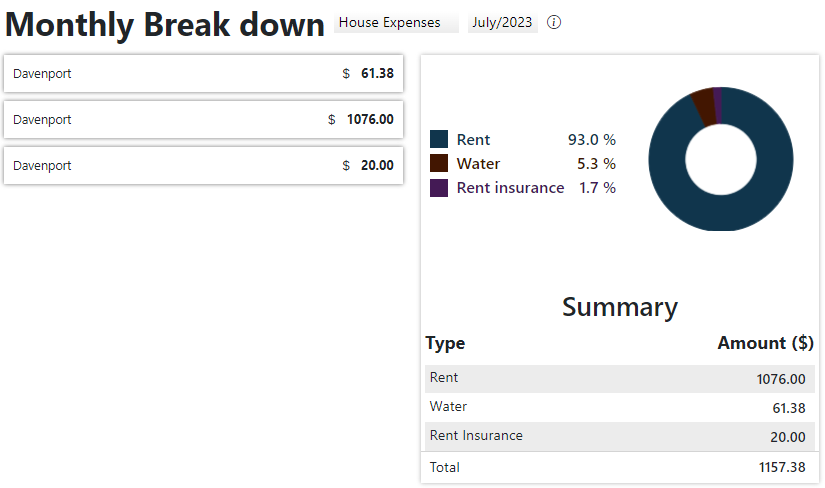 Monthly Break down House Expenses July/2023
Davenport $ 61.38
Davenport $ 1076.00
Davenport $ 20.00
Rent 93.0 %
Water 5.3 %
Rent insurance 1.7 %
Summary
Type Amount ($)
Rent 1076.00
Water 61.38
Rent Insurance 20.00
Total 1157.38